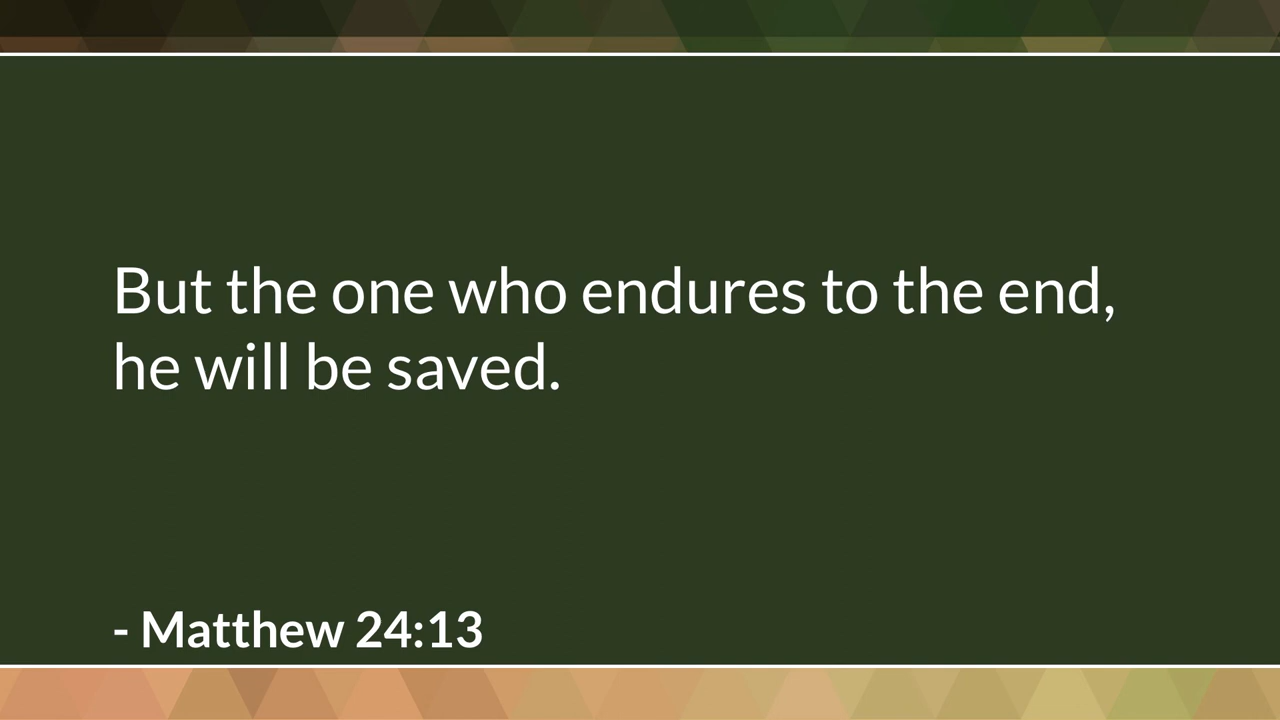 But the one who endures to the end,
he will be saved.
- Matthew 24:13